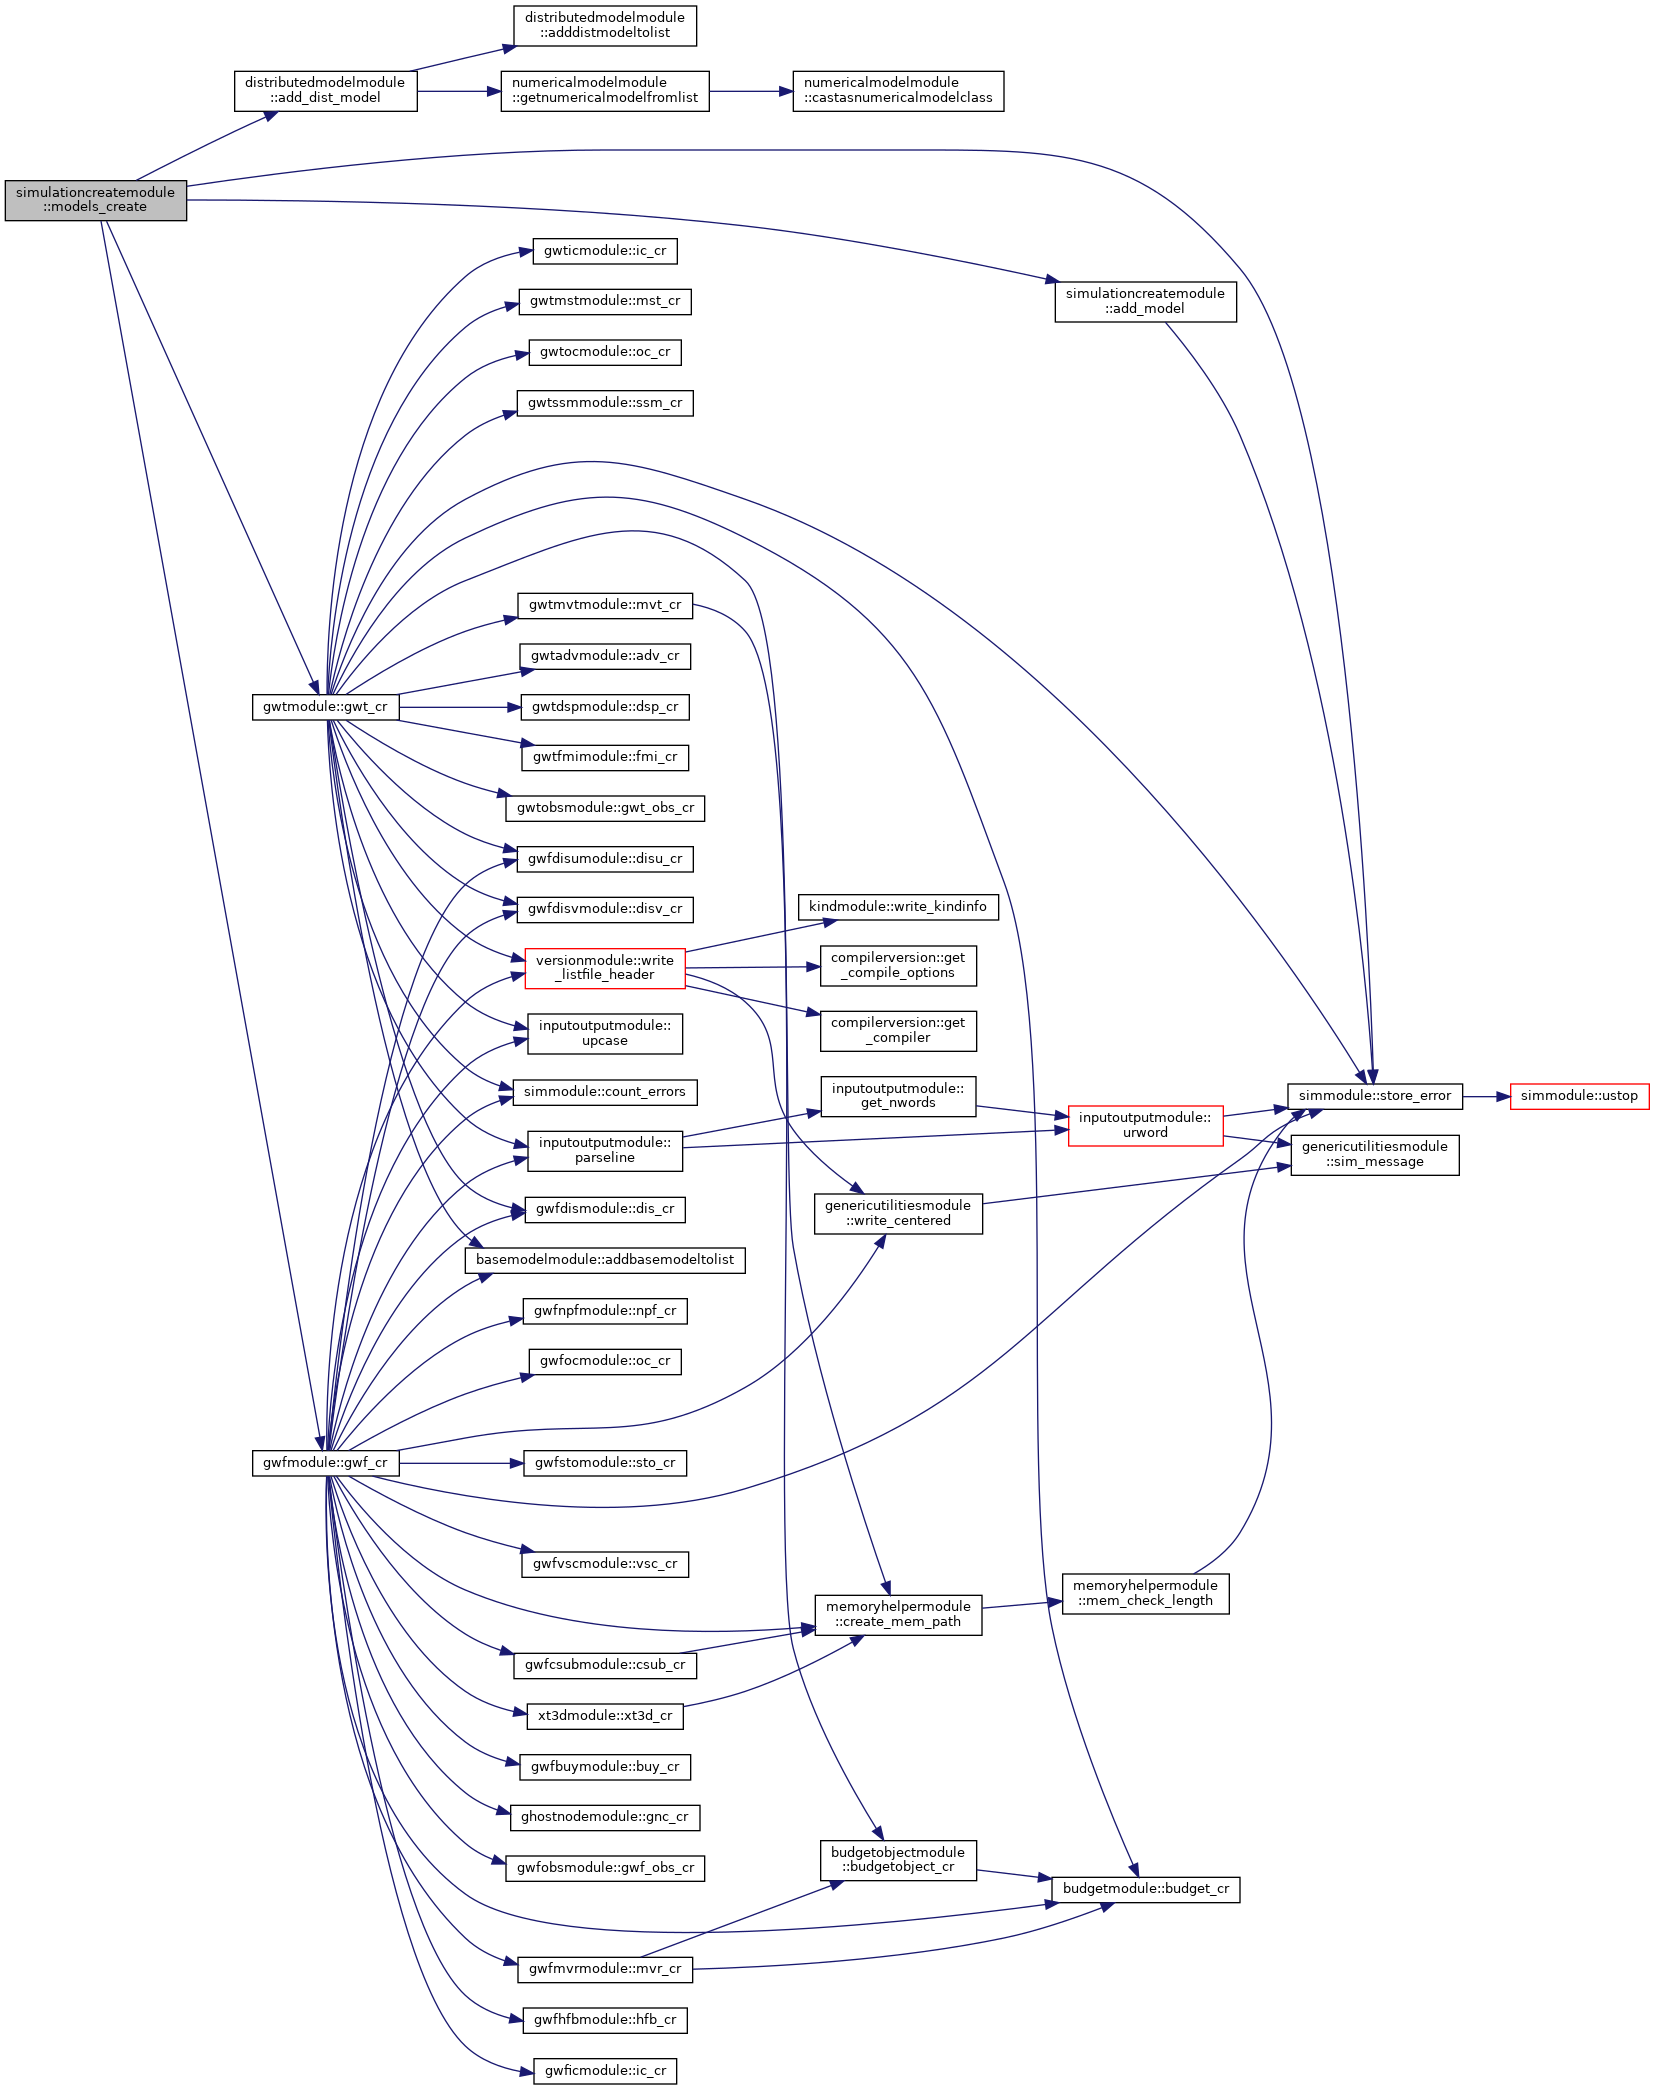 distributedmodelmodule
::adddistmodeltolist
distributedmodelmodule
::add_dist_model
numericalmodelmodule
::getnumericalmodelfromlist
numericalmodelmodule
::castasnumericalmodelclass
simulationcreatemodule
::models_create
gwticmodule::ic_cr
simulationcreatemodule
::add_model
gwtmstmodule::mst_cr
gwtocmodule::oc_cr
gwtssmmodule::ssm_cr
gwtmvtmodule::mvt_cr
gwtadvmodule::adv_cr
gwtmodule::gwt_cr
gwtdspmodule::dsp_cr
gwtfmimodule::fmi_cr
gwtobsmodule::gwt_obs_cr
gwfdisumodule::disu_cr
gwfdisvmodule::disv_cr
kindmodule::write_kindinfo
versionmodule::write
_listfile_header
compilerversion::get
_compile_options
inputoutputmodule::
upcase
compilerversion::get
_compiler
simmodule::count_errors
inputoutputmodule::
get_nwords
simmodule::store_error
simmodule::ustop
inputoutputmodule::
parseline
inputoutputmodule::
urword
genericutilitiesmodule
::sim_message
gwfdismodule::dis_cr
genericutilitiesmodule
::write_centered
basemodelmodule::addbasemodeltolist
gwfnpfmodule::npf_cr
gwfocmodule::oc_cr
gwfmodule::gwf_cr
gwfstomodule::sto_cr
gwfvscmodule::vsc_cr
memoryhelpermodule
::create_mem_path
memoryhelpermodule
::mem_check_length
gwfcsubmodule::csub_cr
xt3dmodule::xt3d_cr
gwfbuymodule::buy_cr
ghostnodemodule::gnc_cr
gwfobsmodule::gwf_obs_cr
budgetobjectmodule
::budgetobject_cr
budgetmodule::budget_cr
gwfmvrmodule::mvr_cr
gwfhfbmodule::hfb_cr
gwficmodule::ic_cr